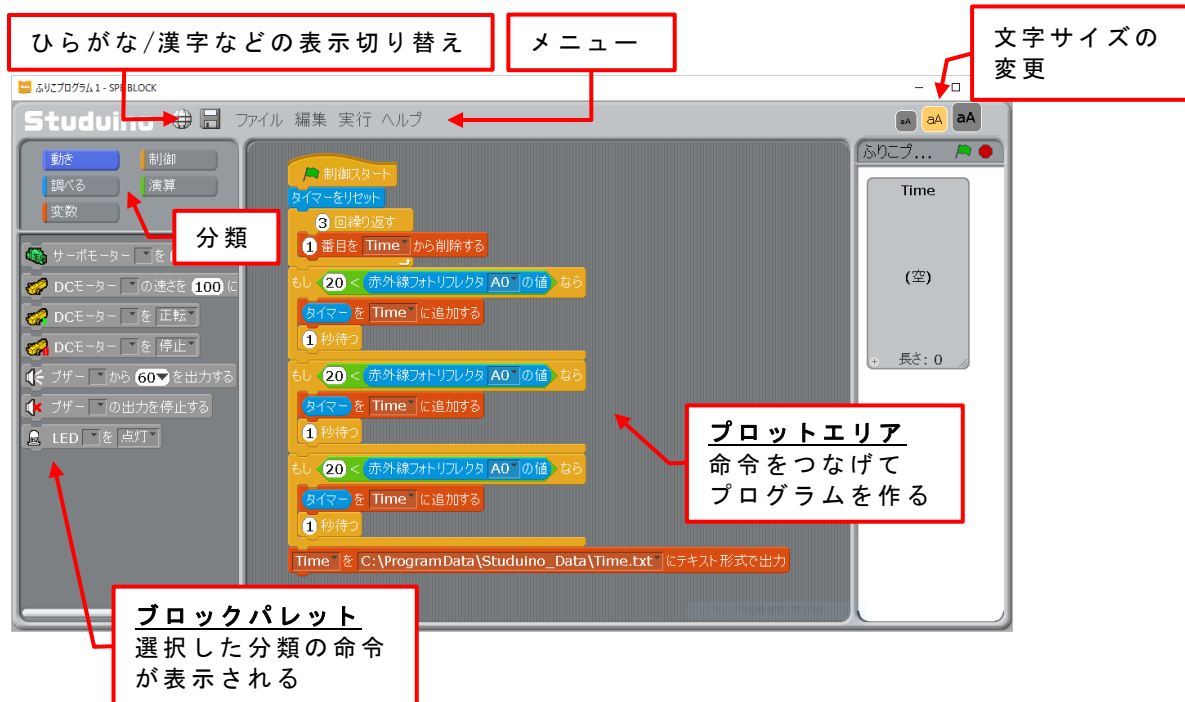 ひらがな/漢字などの表示切り替え
メニュー
文字サイズの
変更
ふりこプログラム1 - SPE BLOCK
Studuino
ファイル 編集 実行 ヘルプ
aA aA aA
動き 制御
調べる 演算
変数
分類
サーボモーター を
DCモーター の速さを 100 に
DCモーター を 正転
DCモーター を 停止
ブザー から 60 を出力する
ブザー の出力を停止する
LED を 点灯
制御スタート
タイマーをリセット
3 回繰り返す
1 番目を Time から削除する
もし 20 < 赤外線フォトリフレクタ A0 の値 なら
タイマー を Time に追加する
1 秒待つ
もし 20 < 赤外線フォトリフレクタ A0 の値 なら
タイマー を Time に追加する
1 秒待つ
もし 20 < 赤外線フォトリフレクタ A0 の値 なら
タイマー を Time に追加する
1 秒待つ
Time を C:\ProgramData\Studuino_Data\Time.txt にテキスト形式で出力
ふりこプ...
Time
(空)
+ 長さ: 0
プロットエリア
命令をつなげて
プログラムを作る
ブロックパレット
選択した分類の命令
が表示される